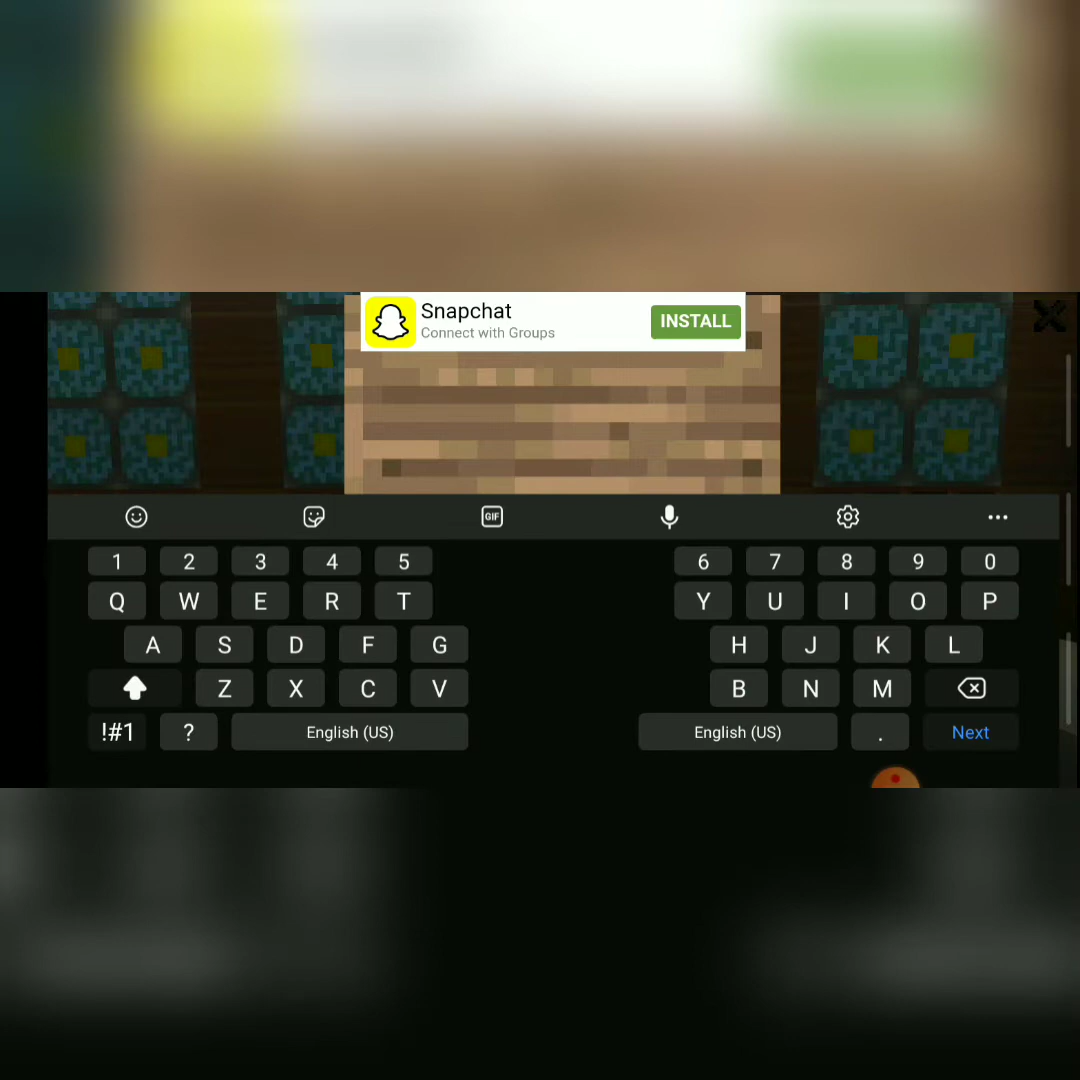 Snapchat
Connect with Groups
INSTALL
GIF
1 2 3 4 5 6 7 8 9 0
Q W E R T Y U I O P
A S D F G H J K L
Z X C V B N M
!#1 ? English (US) English (US) . Next